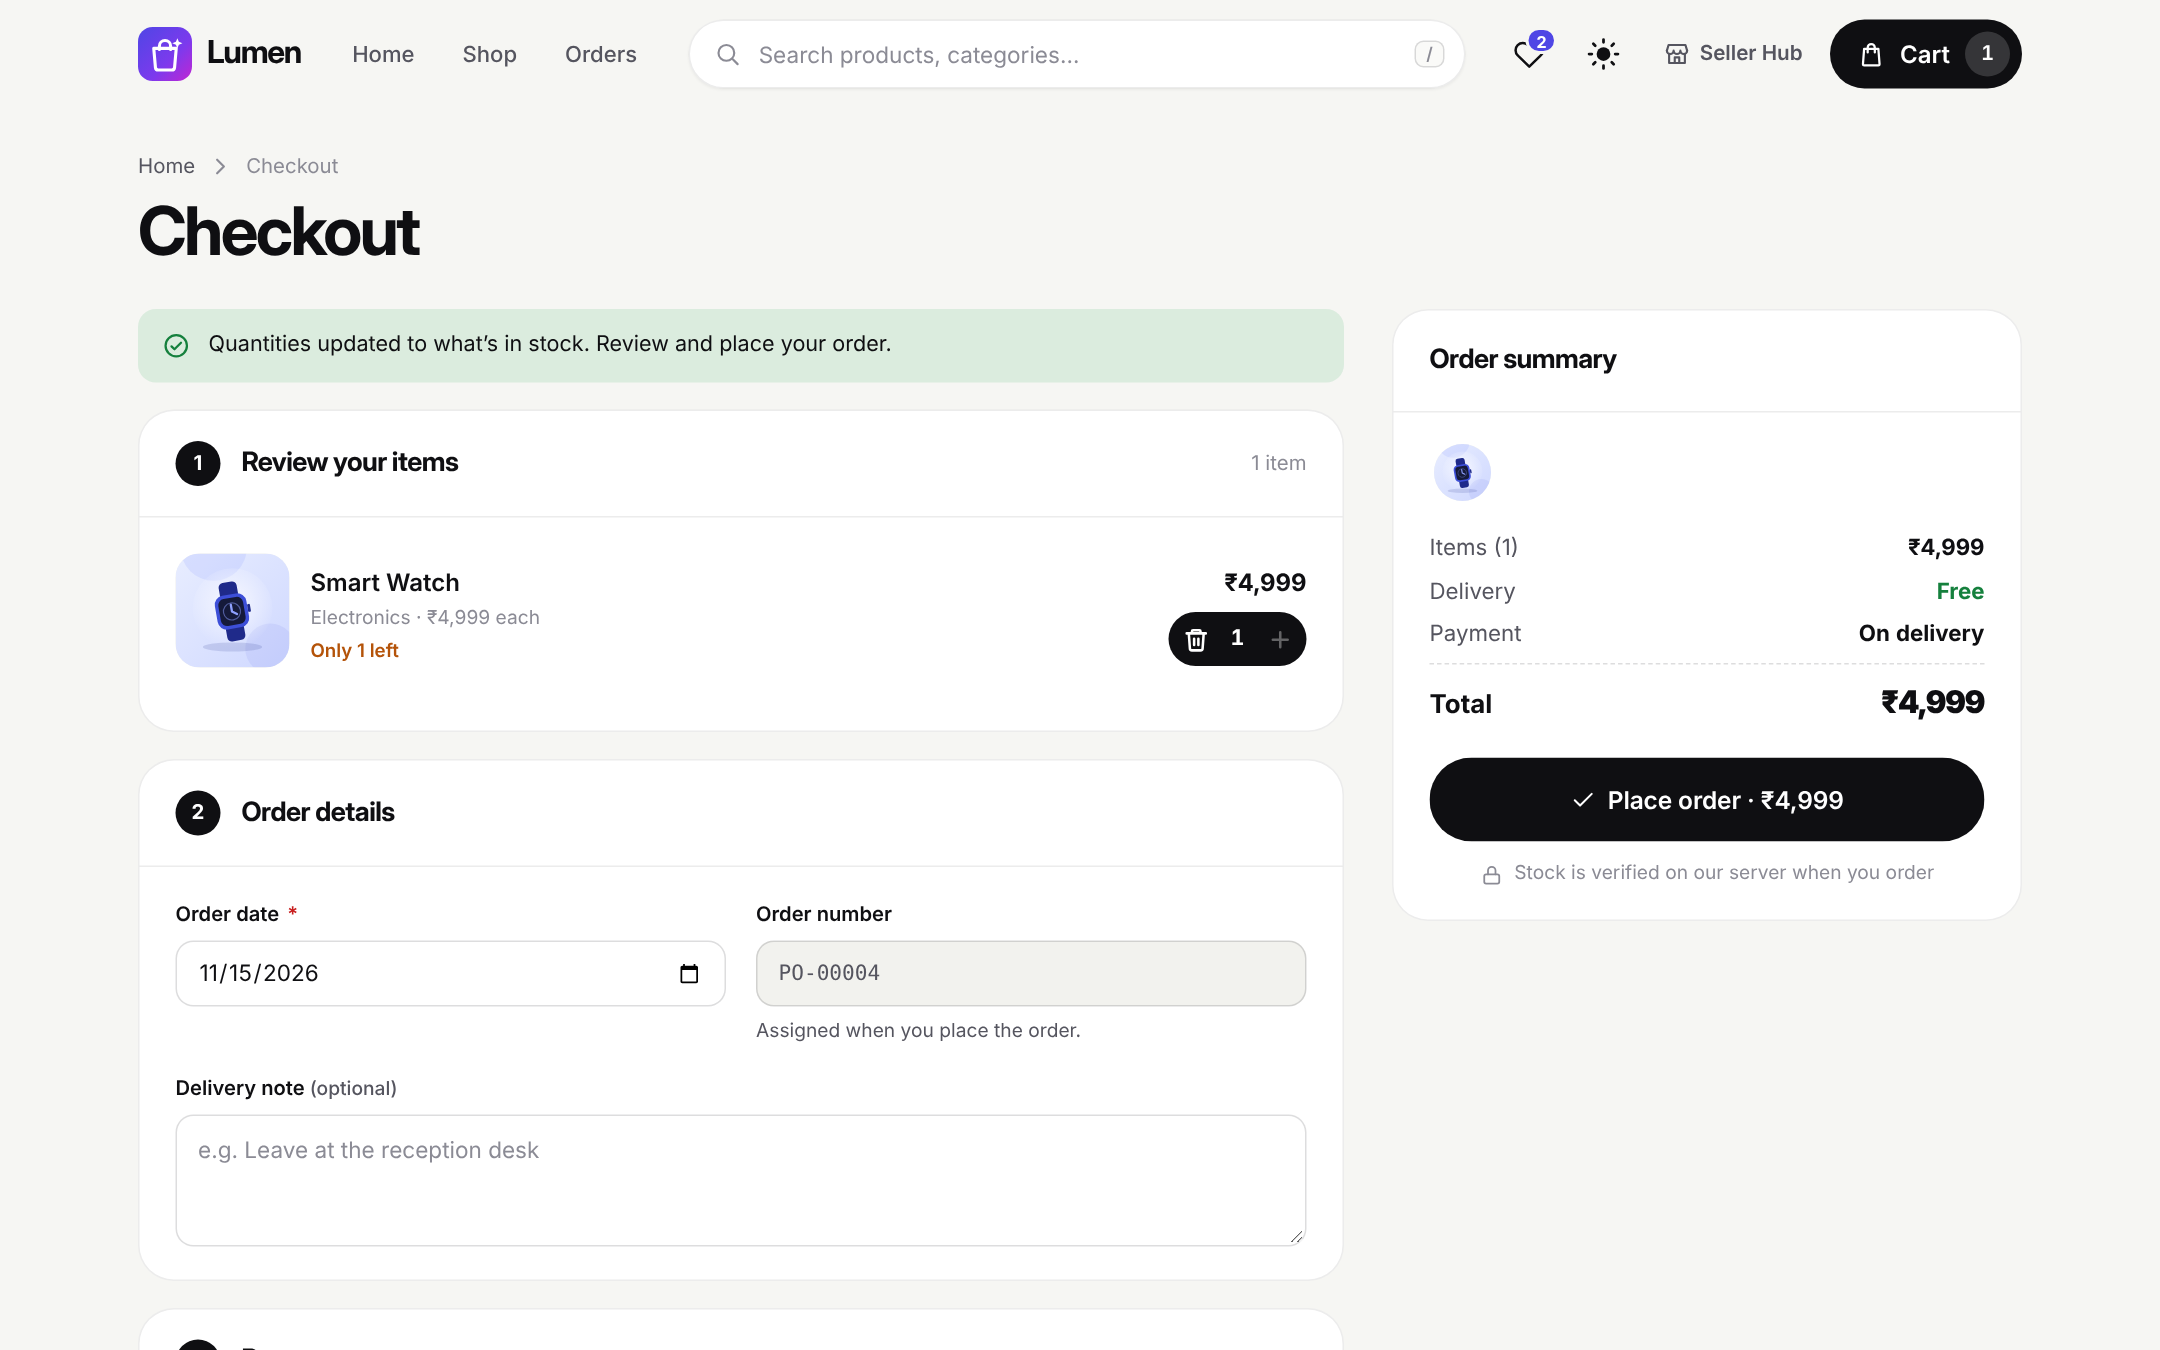 Lumen
Home
Shop
Orders
Search products, categories...
/
2
Seller Hub
Cart
1
Home
Checkout
Checkout
Quantities updated to what’s in stock. Review and place your order.
1
Review your items
1 item
Smart Watch
Electronics · ₹4,999 each
Only 1 left
₹4,999
1
2
Order details
Order date *
11/15/2026
Order number
PO-00004
Assigned when you place the order.
Delivery note (optional)
e.g. Leave at the reception desk
Order summary
Items (1)
₹4,999
Delivery
Free
Payment
On delivery
Total
₹4,999
Place order · ₹4,999
Stock is verified on our server when you order